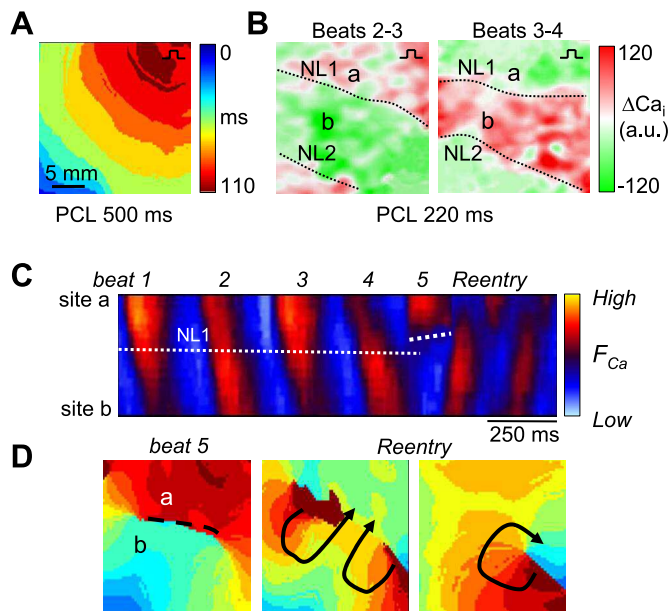 A
0
ms
110
5 mm
PCL 500 ms
B
Beats 2-3
Beats 3-4
NL1
a
b
NL2
NL1
a
b
NL2
120
ΔCaᵢ
(a.u.)
-120
PCL 220 ms
C
beat 1 2 3 4 5 Reentry
site a
NL1
site b
High
F_Ca
Low
250 ms
D
beat 5
Reentry
a
b